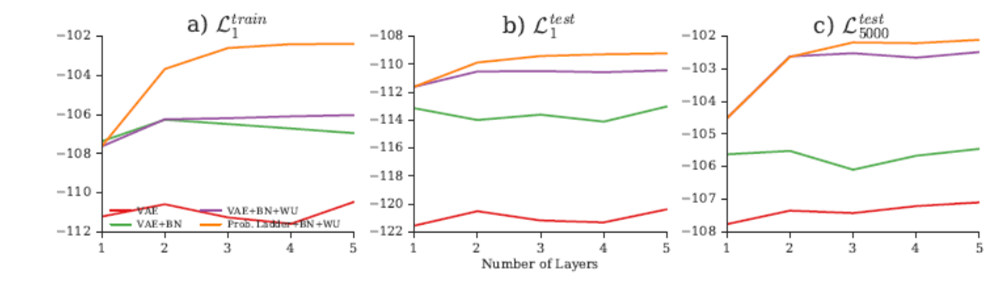 a) $\mathcal{L}_1^{train}$
−102
−104
−106
−108
−110
−112
1 2 3 4 5
VAE
VAE+BN
VAE+BN+WU
Prob. Ladder+BN+WU
b) $\mathcal{L}_1^{test}$
−108
−110
−112
−114
−116
−118
−120
−122
1 2 3 4 5
Number of Layers
c) $\mathcal{L}_{5000}^{test}$
−102
−103
−104
−105
−106
−107
−108
1 2 3 4 5